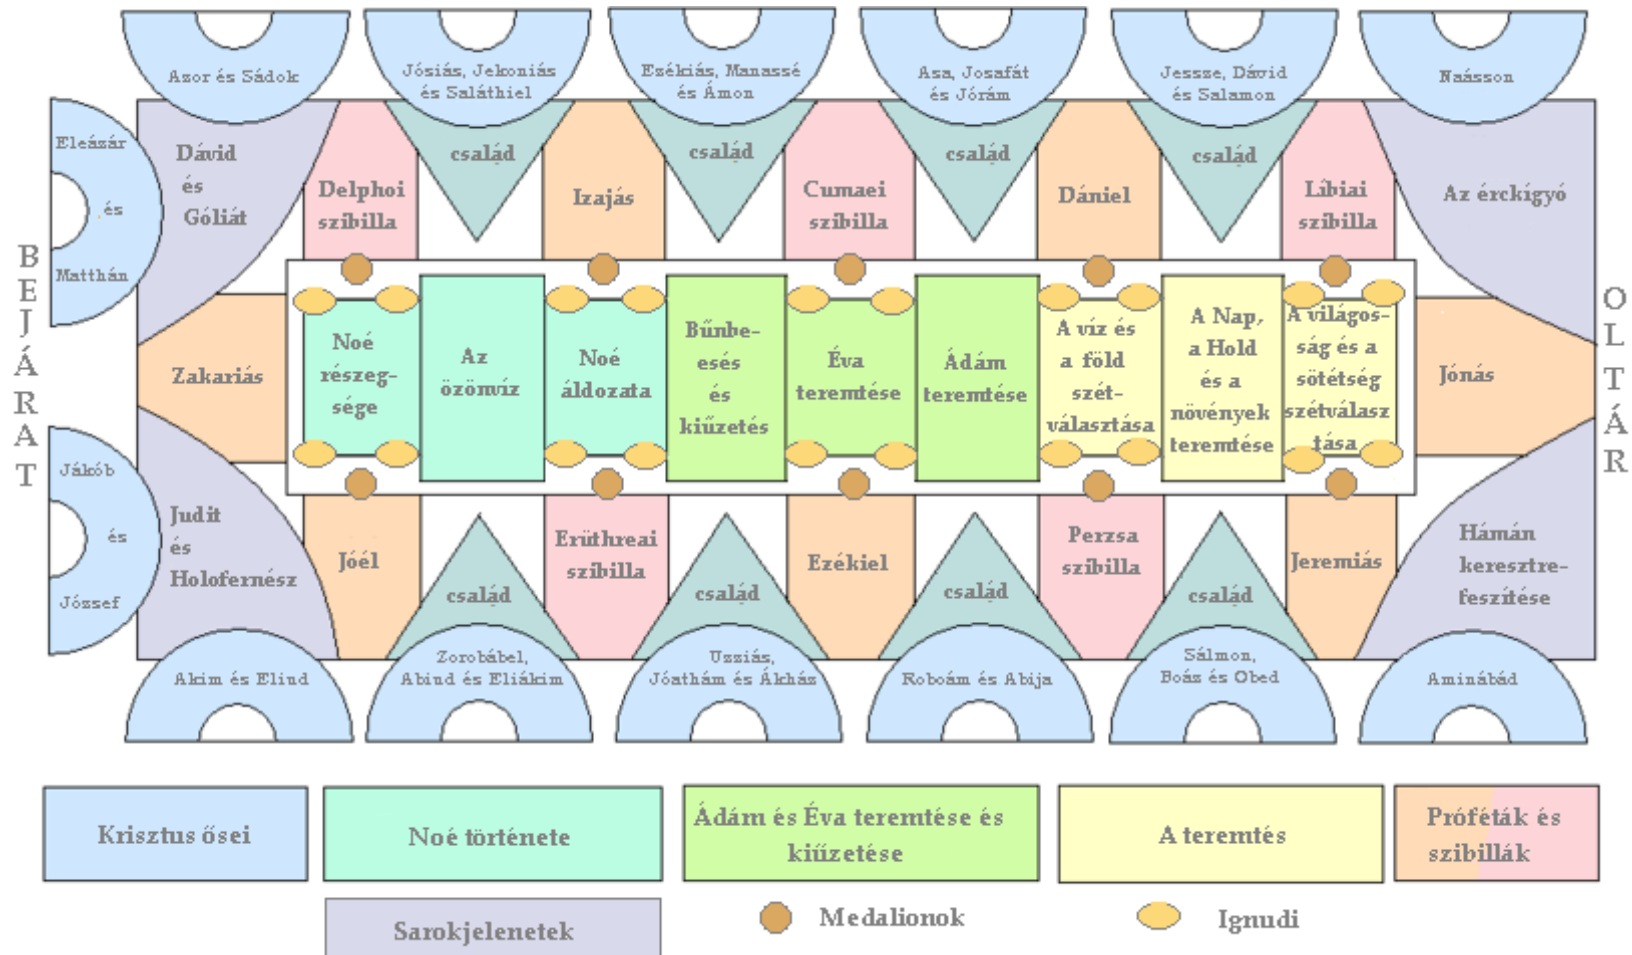 Azor és Sádok
Jósiás, Jekoniás
és Saláthiel
Ezékiás, Manassé
és Ámon
Asa, Josafát
és Jórám
Jessze, Dávid
és Salamon
Naásson
Eleázár
és
Matthán
Dávid
és
Góliát
Delphoi
szibilla
család
Izajás
család
Cumaei
szibilla
család
Dániel
család
Líbiai
szibilla
Az érckígyó
BEJÁRAT
OLTÁR
Zakariás
Noé
részeg-
sége
Az
özönvíz
Noé
áldozata
Bűnbe-
esés
és
kiűzetés
Éva
teremtése
Ádám
teremtése
A víz és
a föld
szét-
választása
A Nap,
a Hold
és a
növények
teremtése
A világos-
ság és a
sötétség
szétválasz
tása
Jónás
Jákób
és
József
Judit
és
Holofernész
Jóél
család
Erüthreai
szibilla
család
Ezékiel
család
Perzsa
szibilla
család
Jeremiás
Hámán
keresztre-
feszítése
Akim és Eliud
Zorobábel,
Abiud és Eliákim
Uzziás,
Jóathám és Ákház
Roboám és Abija
Sálmon,
Boáz és Obed
Aminábád
Krisztus ősei
Noé története
Ádám és Éva teremtése és
kiűzetése
A teremtés
Próféták és
szibillák
Sarokjelenetek
Medalionok
Ignudi